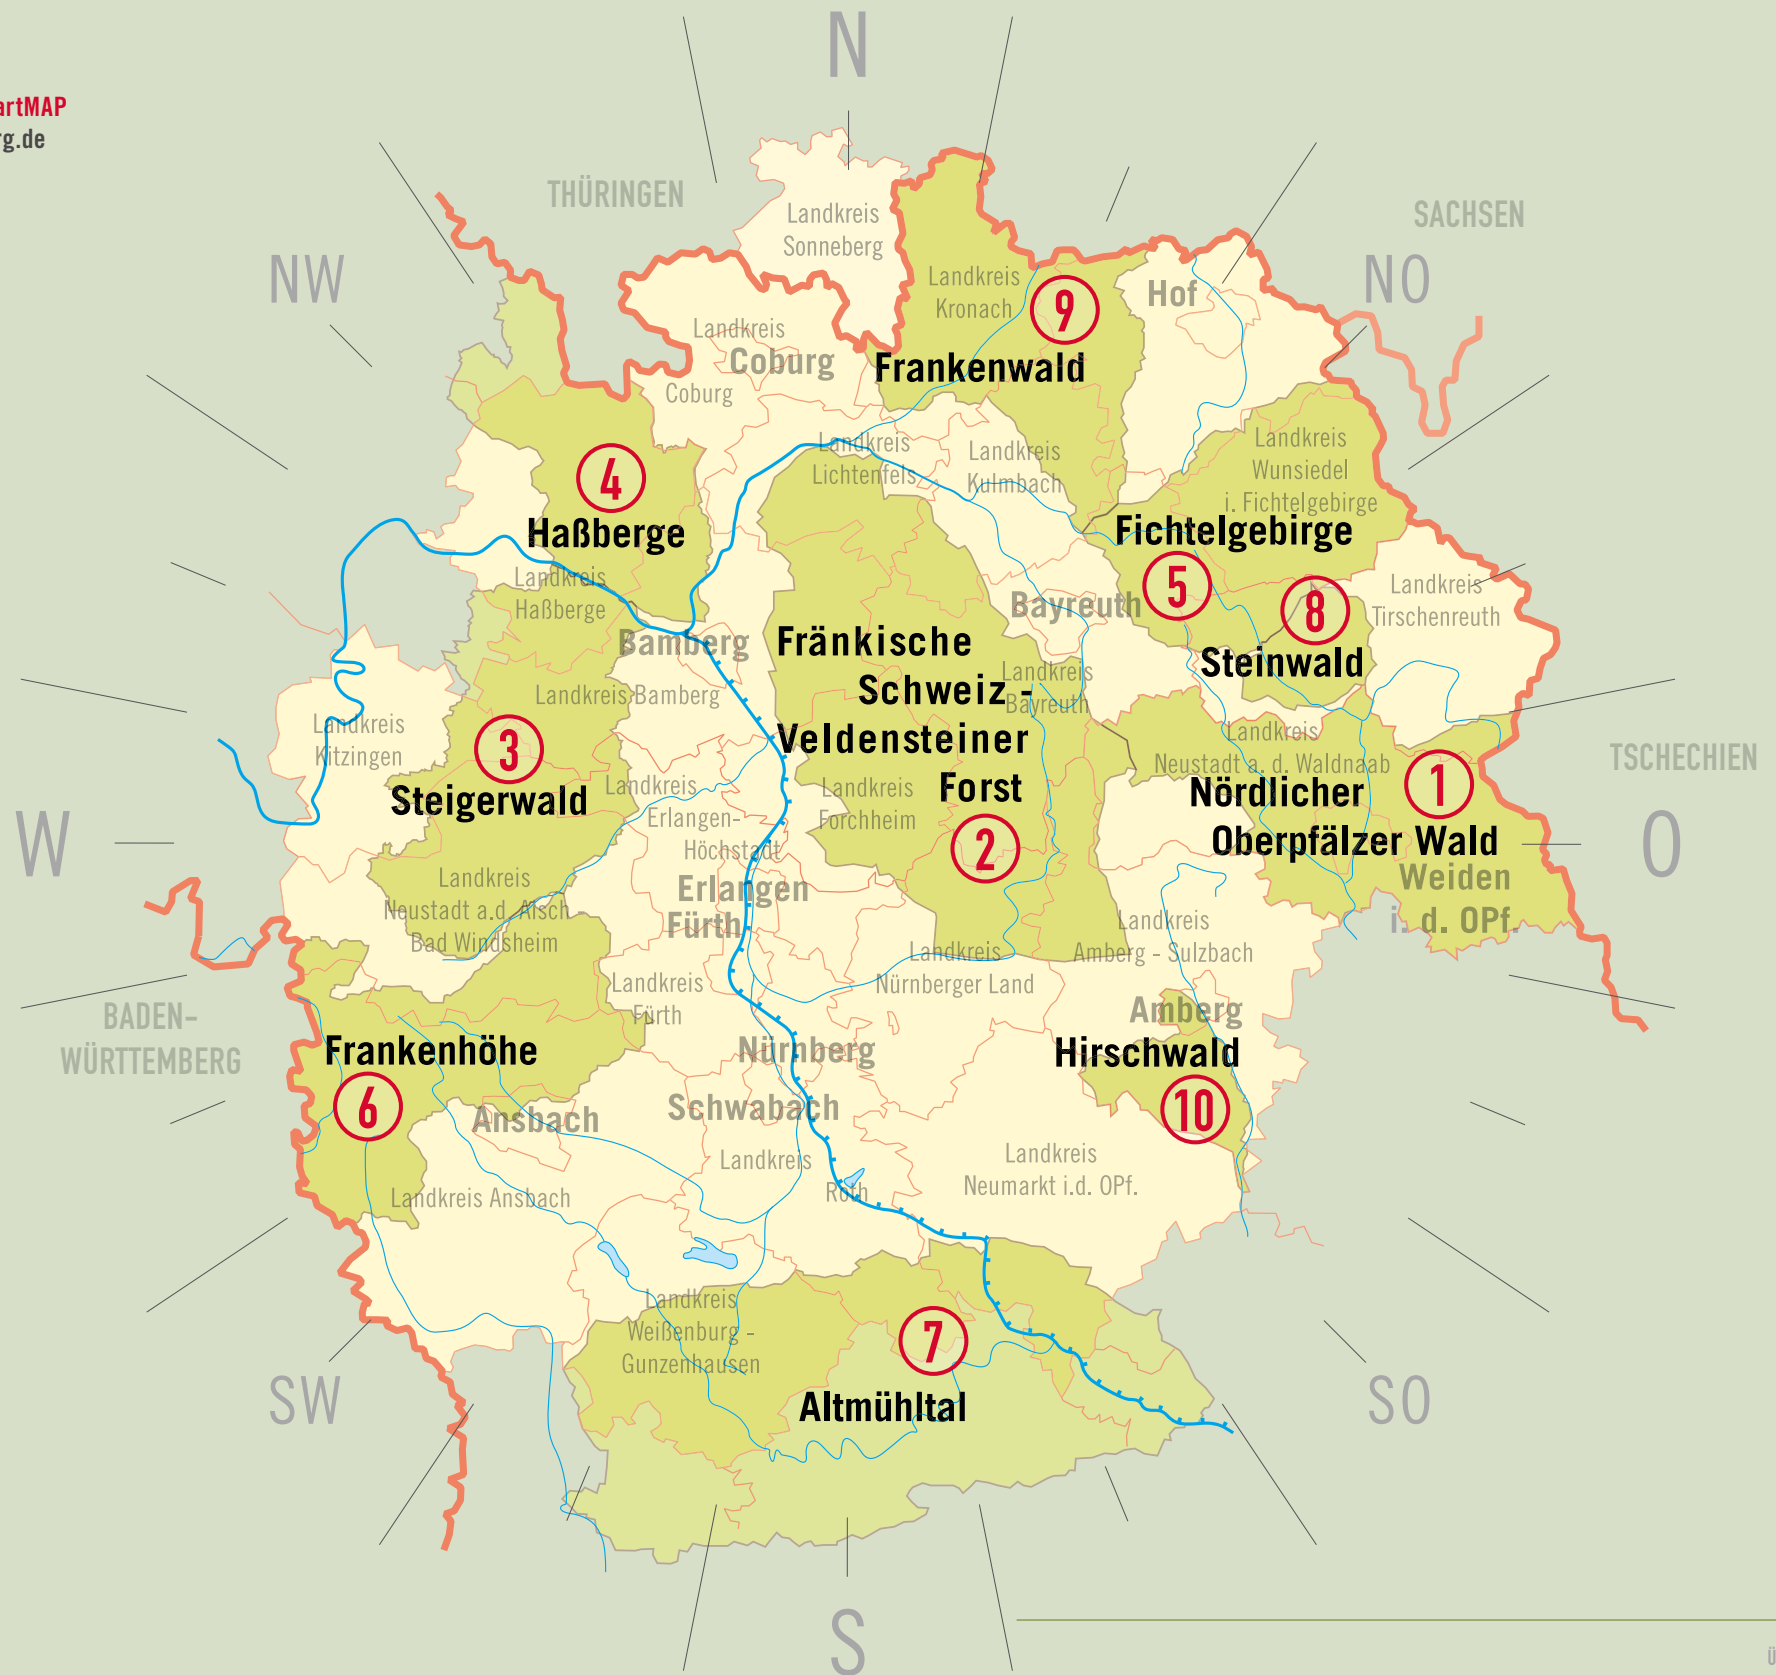 N
artMAP
rg.de
THÜRINGEN
SACHSEN
Landkreis
Sonneberg
NW
NO
Landkreis
Kronach
9
Hof
Frankenwald
Landkreis
Coburg
Coburg
Landkreis
Lichtenfels
Landkreis
Kulmbach
Landkreis
Wunsiedel
i. Fichtelgebirge
4
Haßberge
Fichtelgebirge
5
8
Steinwald
Landkreis
Haßberge
Landkreis
Tirschenreuth
Bayreuth
Bamberg
Fränkische
Schweiz -
Veldensteiner
Forst
2
Landkreis
Bayreuth
Landkreis Bamberg
Landkreis
Kitzingen
3
Steigerwald
Landkreis
Erlangen-
Höchstadt
Landkreis
Forchheim
Landkreis
Neustadt a. d. Waldnaab
1
Nördlicher
Oberpfälzer Wald
TSCHECHIEN
W
O
Weiden
i. d. OPf.
Landkreis
Neustadt a.d. Aisch
Bad Windsheim
Erlangen
Fürth
Landkreis
Amberg - Sulzbach
Landkreis
Nürnberger Land
Landkreis
Fürth
BADEN-
WÜRTTEMBERG
Amberg
Frankenhöhe
6
Nürnberg
Hirschwald
10
Ansbach
Schwabach
Landkreis
Roth
Landkreis
Neumarkt i.d. OPf.
Landkreis Ansbach
Landkreis
Weißenburg -
Gunzenhausen
7
Altmühltal
SW
SO
S
ü